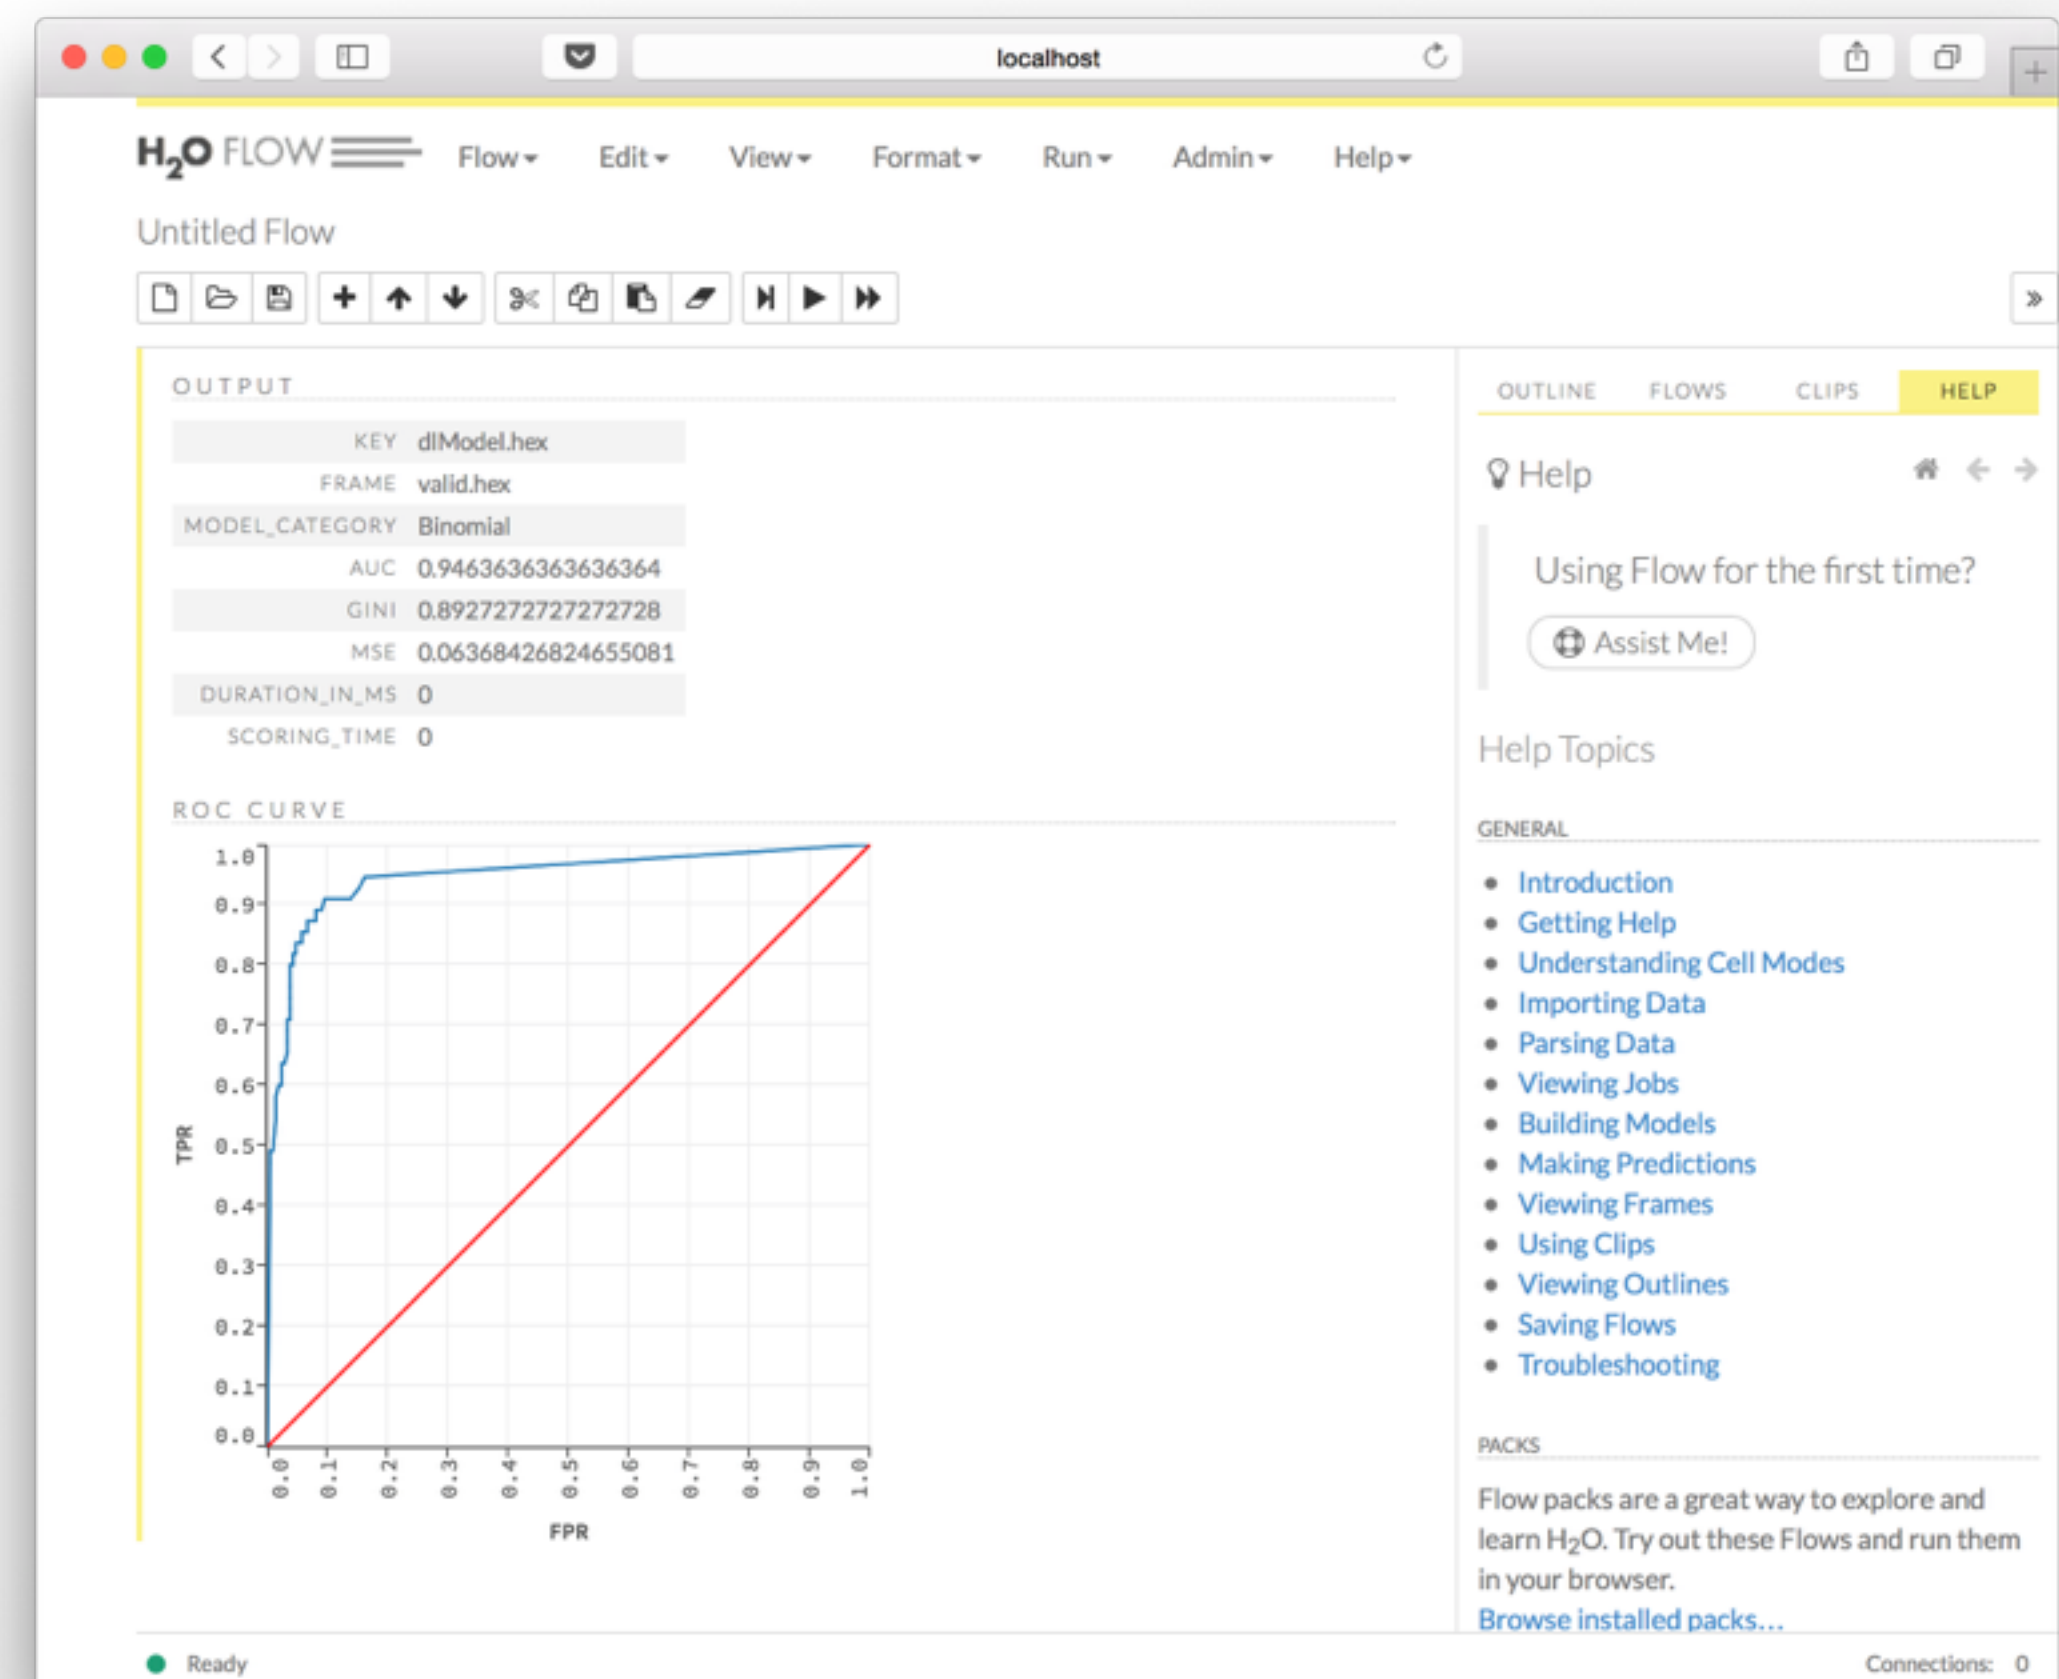 localhost
H2O FLOW Flow Edit View Format Run Admin Help
Untitled Flow
OUTPUT
KEY dlModel.hex
FRAME valid.hex
MODEL_CATEGORY Binomial
AUC 0.9463636363636364
GINI 0.8927272727272728
MSE 0.06368426824655081
DURATION_IN_MS 0
SCORING_TIME 0
ROC CURVE
1.0
0.9
0.8
0.7
0.6
0.5
0.4
0.3
0.2
0.1
0.0
TPR
0.0 0.1 0.2 0.3 0.4 0.5 0.6 0.7 0.8 0.9 1.0
FPR
OUTLINE FLOWS CLIPS HELP
Help
Using Flow for the first time?
Assist Me!
Help Topics
GENERAL
Introduction
Getting Help
Understanding Cell Modes
Importing Data
Parsing Data
Viewing Jobs
Building Models
Making Predictions
Viewing Frames
Using Clips
Viewing Outlines
Saving Flows
Troubleshooting
PACKS
Flow packs are a great way to explore and
learn H2O. Try out these Flows and run them
in your browser.
Browse installed packs...
Ready
Connections: 0